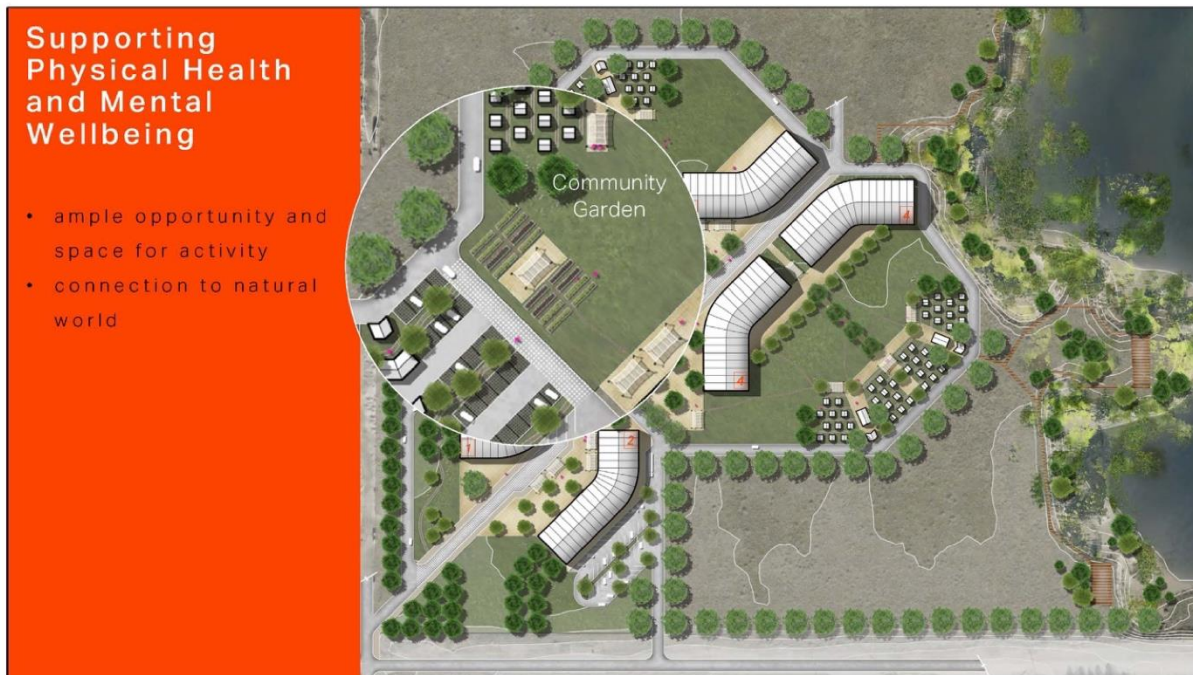 Supporting
Physical Health
and Mental
Wellbeing
• ample opportunity and
space for activity
• connection to natural
world
Community
Garden
4
4
1
2